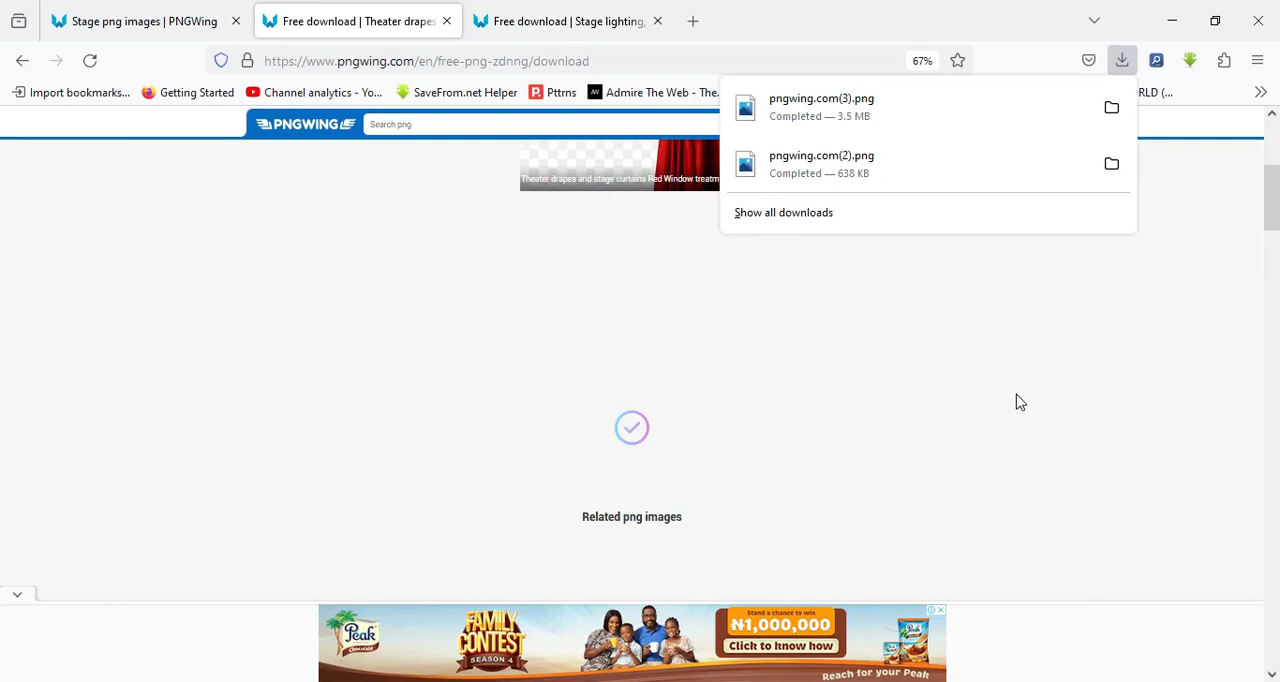 Stage png images | PNGWing
Free download | Theater drapes
Free download | Stage lighting,
https://www.pngwing.com/en/free-png-zdnng/download
67%
Import bookmarks...
Getting Started
Channel analytics - Yo...
SaveFrom.net Helper
Pttrns
Admire The Web - The...
RLD (...
PNGWING
Search png
Theater drapes and stage curtains Red Window treatm
pngwing.com(3).png
Completed — 3.5 MB
pngwing.com(2).png
Completed — 638 KB
Show all downloads
Related png images
Peak
Chocolate
FAMILY
CONTEST
SEASON 4
Stand a chance to win
₦1,000,000
Click to know how
Peak
Reach for your Peak